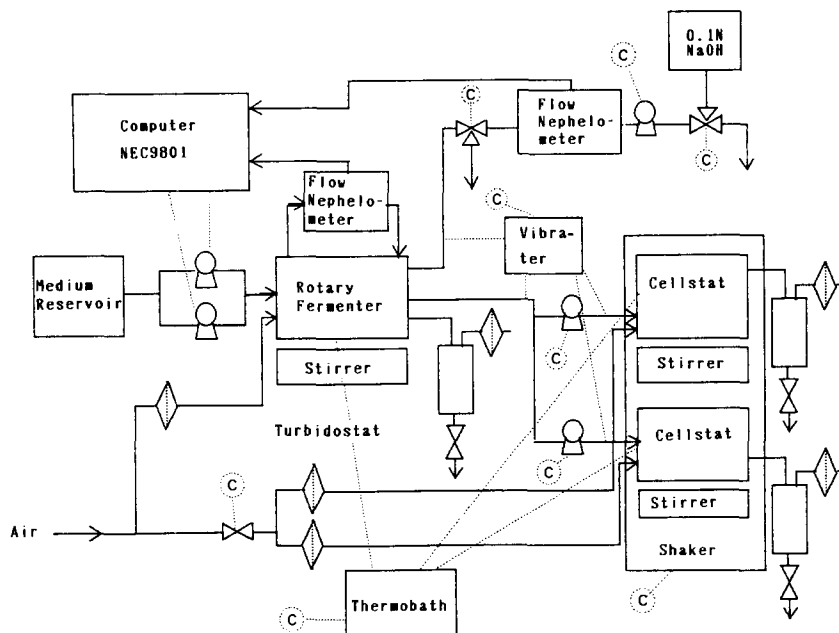 0.1N
NaOH
C
C
Computer
NEC9801
Flow
Nephelo-
meter
C
Flow
Nephelo-
meter
C
Vibra-
ter
Medium
Reservoir
Rotary
Fermenter
Cellstat
Stirrer
C
Stirrer
Turbidostat
Cellstat
C
C
Stirrer
Air
Shaker
Thermobath
C
C